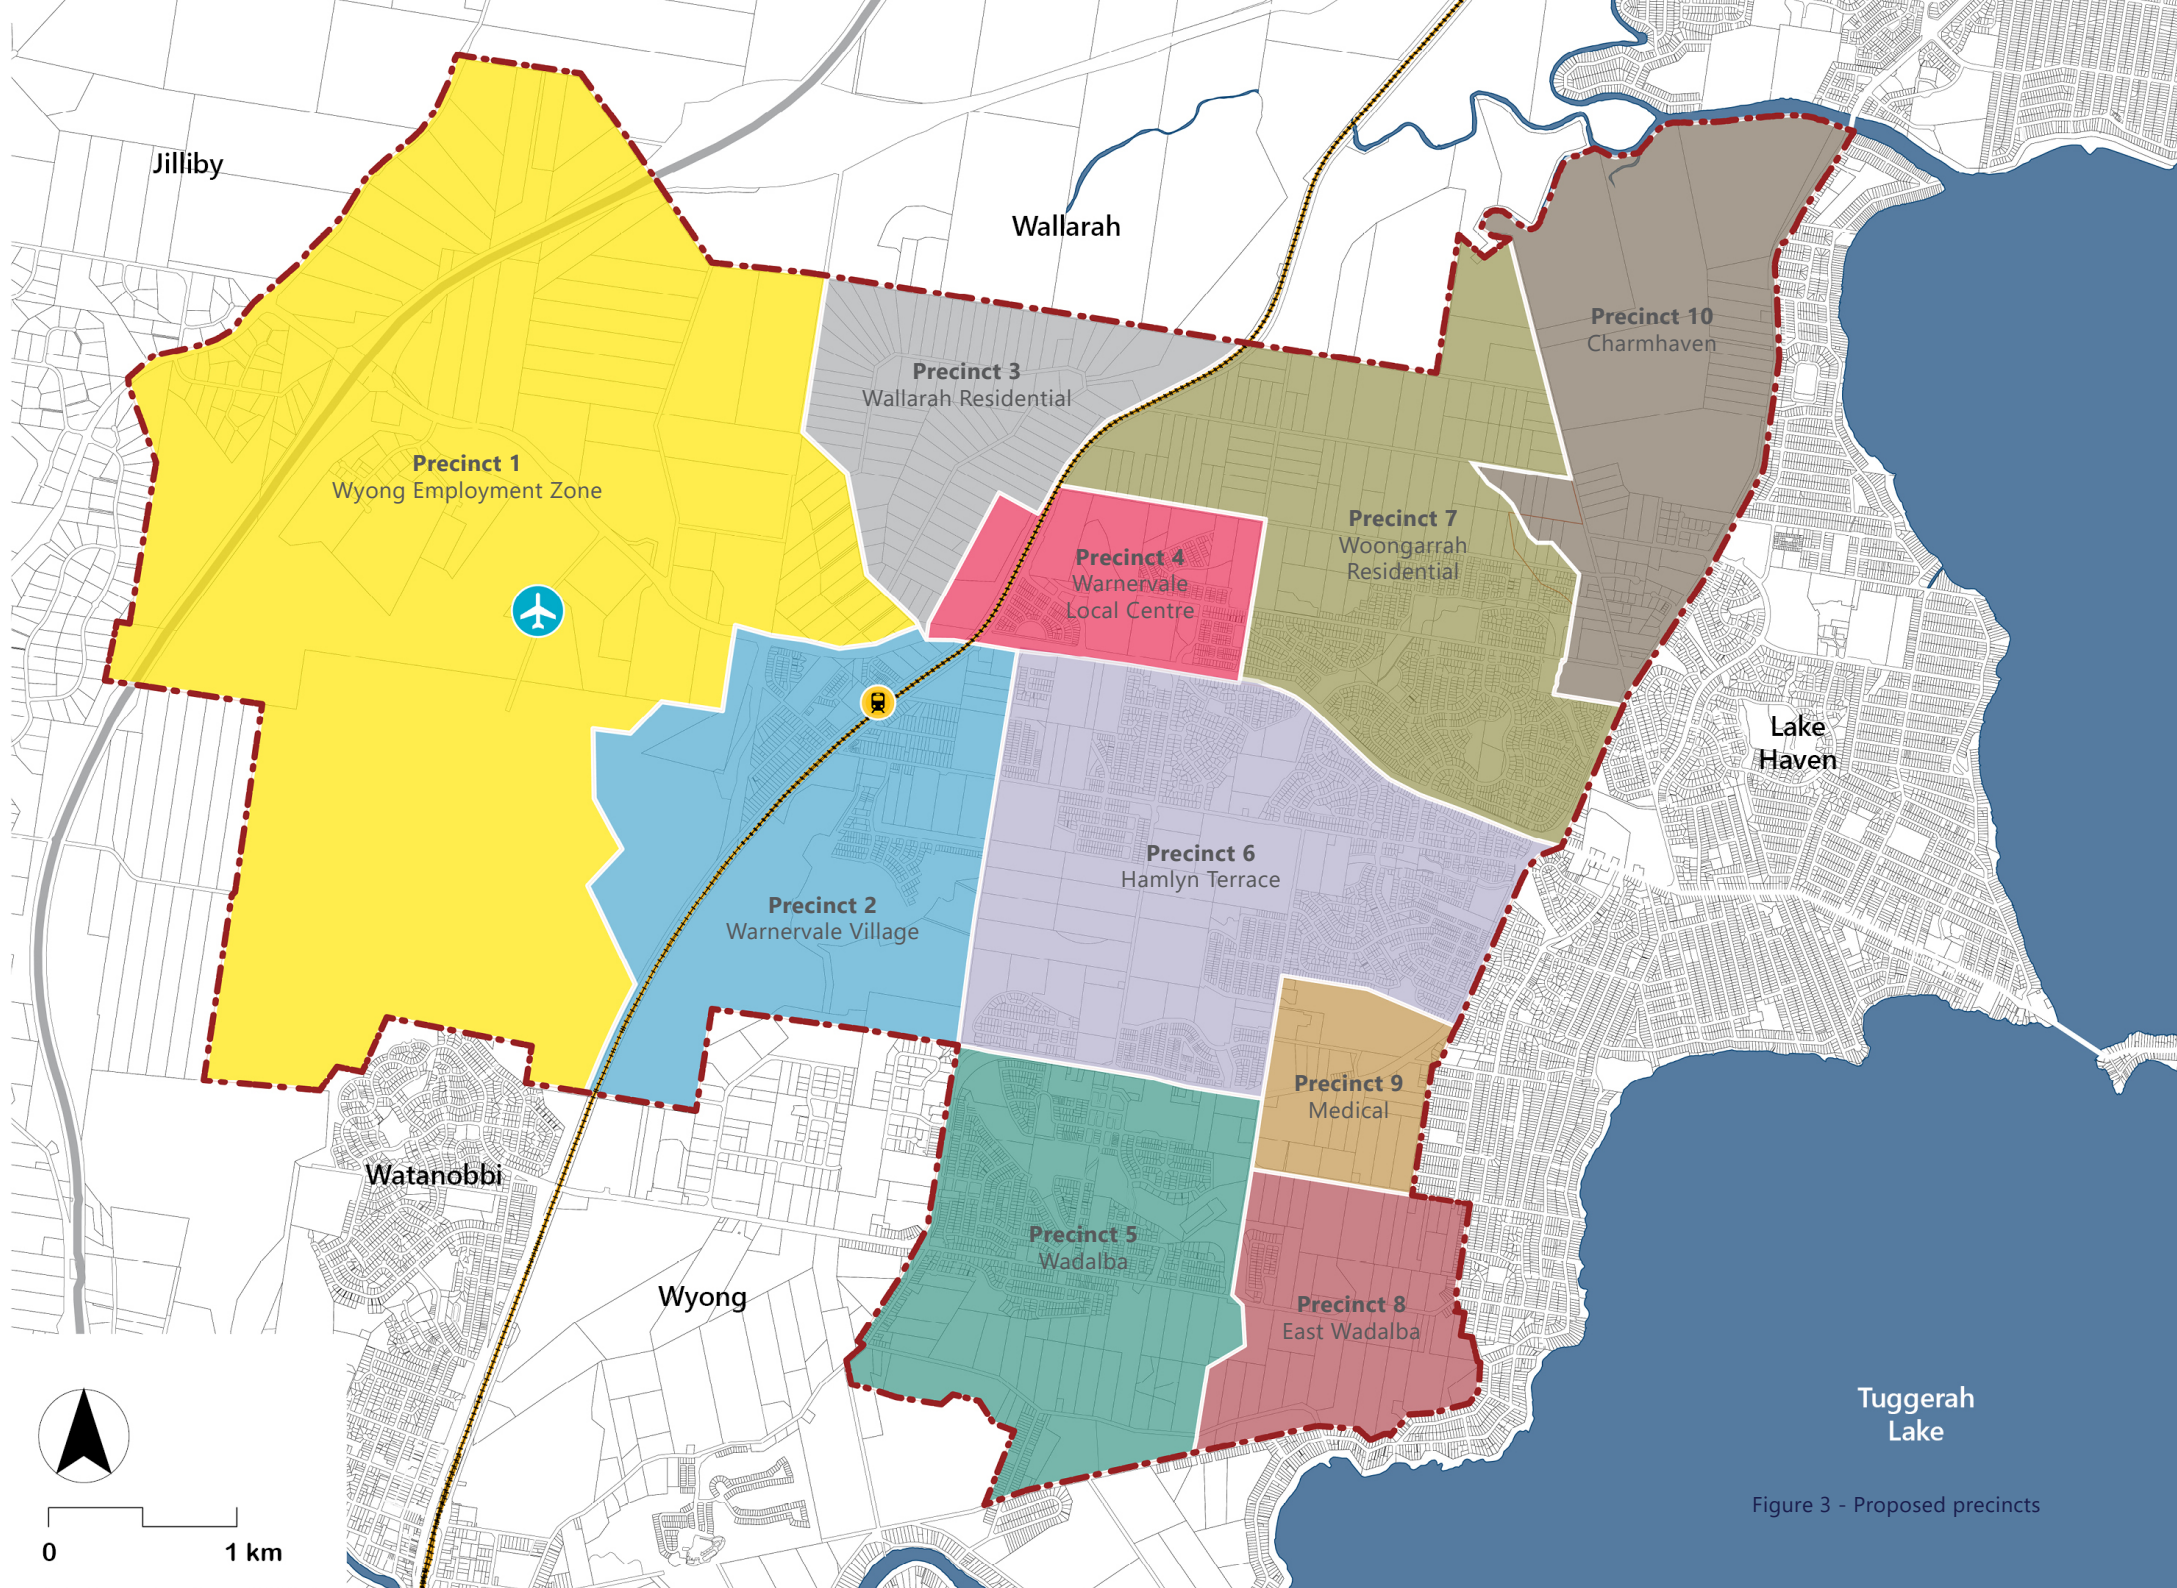 Jilliby
Wallarah
Precinct 10
Charmhaven
Precinct 3
Wallarah Residential
Precinct 1
Wyong Employment Zone
Precinct 7
Woongarrah
Residential
Precinct 4
Warnervale
Local Centre
Lake
Haven
Precinct 6
Hamlyn Terrace
Precinct 2
Warnervale Village
Precinct 9
Medical
Watanobbi
Precinct 5
Wadalba
Wyong
Precinct 8
East Wadalba
Tuggerah
Lake
Figure 3 - Proposed precincts
0 1 km